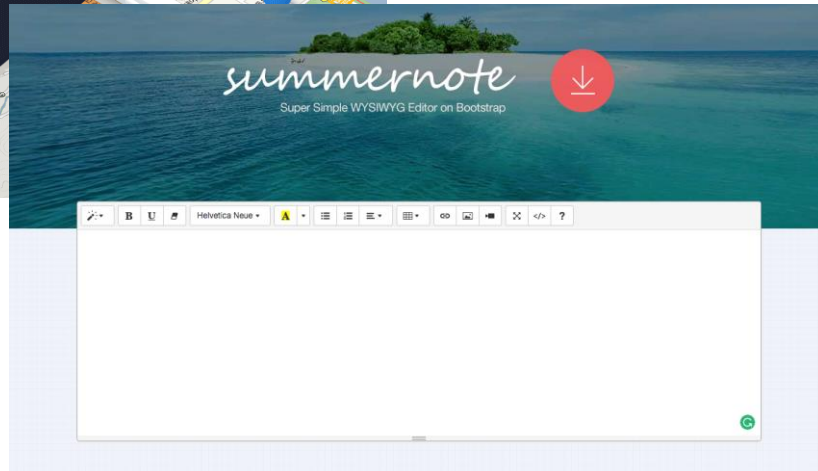 summernote
Super Simple WYSIWYG Editor on Bootstrap
B U Helvetica Neue A </> ?